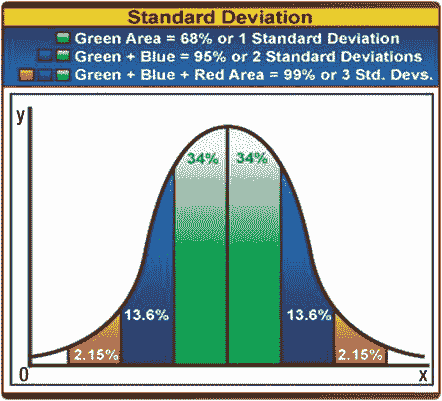 Standard Deviation
Green Area = 68% or 1 Standard Deviation
Green + Blue = 95% or 2 Standard Deviations
Green + Blue + Red Area = 99% or 3 Std. Devs.
y
34% 34%
13.6% 13.6%
2.15% 2.15%
0 x